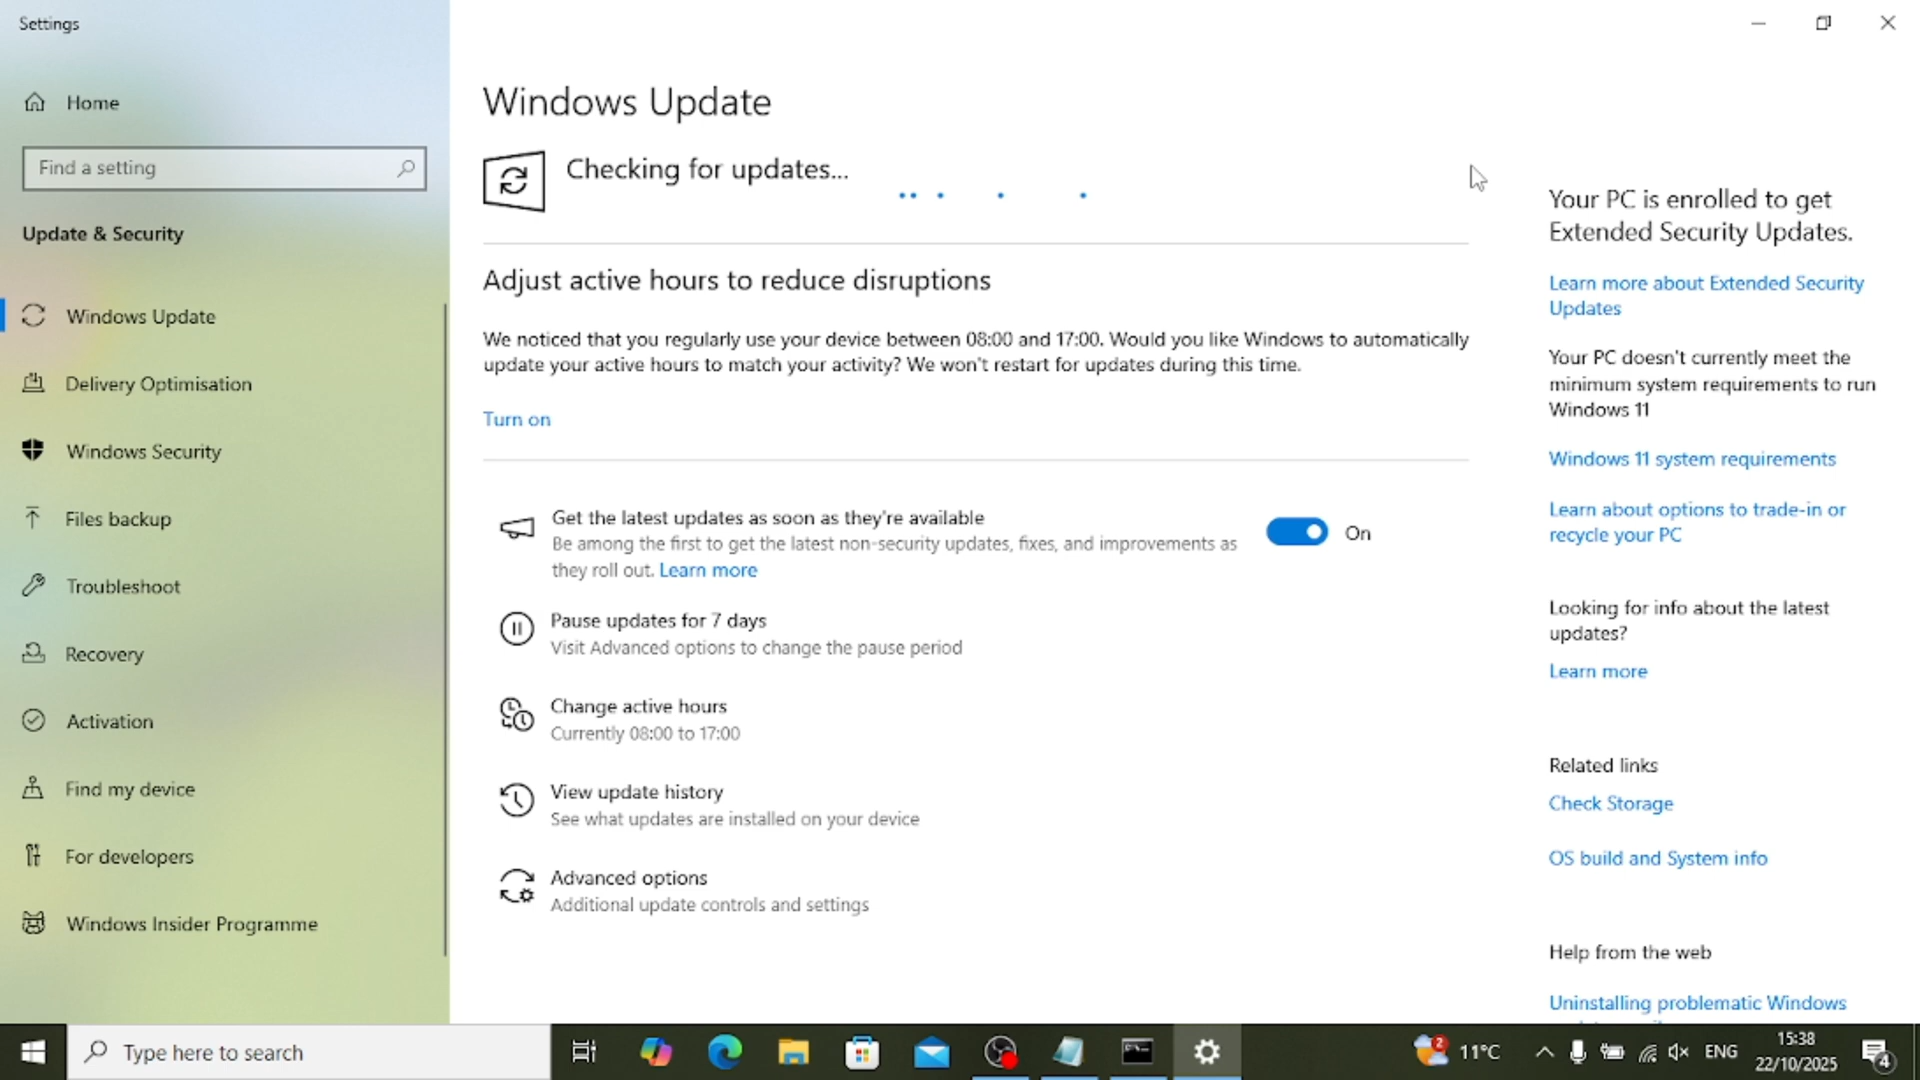 Settings
Home
Find a setting
Update & Security
Windows Update
Delivery Optimisation
Windows Security
Files backup
Troubleshoot
Recovery
Activation
Find my device
For developers
Windows Insider Programme
Windows Update
Checking for updates...
Adjust active hours to reduce disruptions
We noticed that you regularly use your device between 08:00 and 17:00. Would you like Windows to automatically
update your active hours to match your activity? We won't restart for updates during this time.
Turn on
Get the latest updates as soon as they're available
Be among the first to get the latest non-security updates, fixes, and improvements as
they roll out. Learn more
On
Pause updates for 7 days
Visit Advanced options to change the pause period
Change active hours
Currently 08:00 to 17:00
View update history
See what updates are installed on your device
Advanced options
Additional update controls and settings
Your PC is enrolled to get
Extended Security Updates.
Learn more about Extended Security
Updates
Your PC doesn't currently meet the
minimum system requirements to run
Windows 11
Windows 11 system requirements
Learn about options to trade-in or
recycle your PC
Looking for info about the latest
updates?
Learn more
Related links
Check Storage
OS build and System info
Help from the web
Uninstalling problematic Windows
Type here to search
2
11°C
ENG
15:38
22/10/2025
4